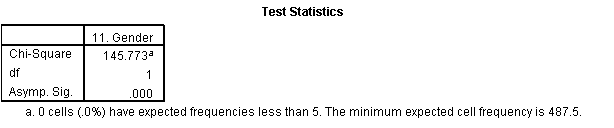 Test Statistics
11. Gender
Chi-Square 145.773a
df 1
Asymp. Sig. .000
a. 0 cells (.0%) have expected frequencies less than 5. The minimum expected cell frequency is 487.5.